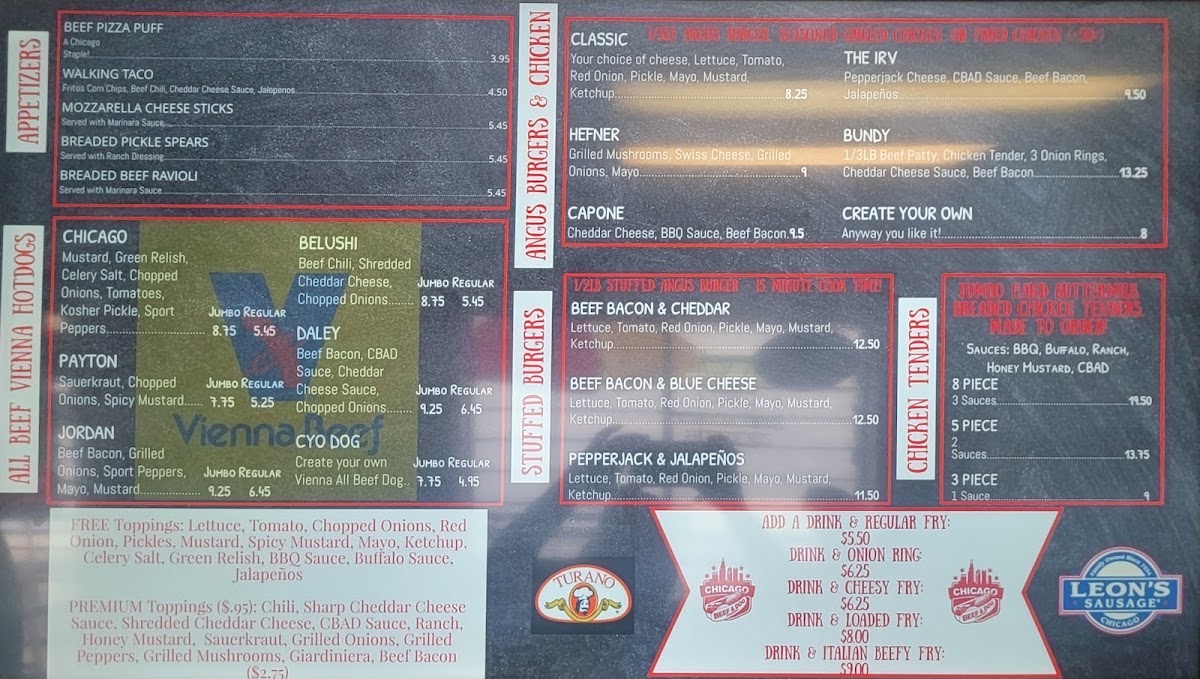 APPETIZERS
BEEF PIZZA PUFF
A Chicago
Staple! 3.95
WALKING TACO
Fritos Corn Chips, Beef Chili, Cheddar Cheese Sauce, Jalopenos 4.50
MOZZARELLA CHEESE STICKS
Served with Marinara Sauce 5.45
BREADED PICKLE SPEARS
Served with Ranch Dressing 5.45
BREADED BEEF RAVIOLI
Served with Marinara Sauce 5.45
ALL BEEF VIENNA HOTDOGS
CHICAGO
Mustard, Green Relish,
Celery Salt, Chopped
Onions, Tomatoes,
Kosher Pickle, Sport Jumbo Regular
Peppers 8.75 5.45
PAYTON
Sauerkraut, Chopped Jumbo Regular
Onions, Spicy Mustard 7.75 5.25
JORDAN
Beef Bacon, Grilled
Onions, Sport Peppers, Jumbo Regular
Mayo, Mustard 9.25 6.45
BELUSHI
Beef Chili, Shredded
Cheddar Cheese, Jumbo Regular
Chopped Onions 8.75 5.45
DALEY
Beef Bacon, CBAD
Sauce, Cheddar
Cheese Sauce, Jumbo Regular
Chopped Onions 9.25 6.45
CYO DOG
Create your own Jumbo Regular
Vienna All Beef Dog 7.75 4.95
Vienna Beef
FREE Toppings: Lettuce, Tomato, Chopped Onions, Red
Onion, Pickles, Mustard, Spicy Mustard, Mayo, Ketchup,
Celery Salt, Green Relish, BBQ Sauce, Buffalo Sauce,
Jalapeños
PREMIUM Toppings ($.95): Chili, Sharp Cheddar Cheese
Sauce, Shredded Cheddar Cheese, CBAD Sauce, Ranch,
Honey Mustard, Sauerkraut, Grilled Onions, Grilled
Peppers, Grilled Mushrooms, Giardiniera, Beef Bacon
($2.75)
ANGUS BURGERS & CHICKEN
1/3LB ANGUS BURGER, SEASONED GRILLED CHICKEN, OR FRIED CHICKEN
CLASSIC
Your choice of cheese, Lettuce, Tomato,
Red Onion, Pickle, Mayo, Mustard,
Ketchup 8.25
HEFNER
Grilled Mushrooms, Swiss Cheese, Grilled
Onions, Mayo 9
CAPONE
Cheddar Cheese, BBQ Sauce, Beef Bacon 9.5
THE IRV
Pepperjack Cheese, CBAD Sauce, Beef Bacon,
Jalapeños 9.50
BUNDY
1/3LB Beef Patty, Chicken Tender, 3 Onion Rings,
Cheddar Cheese Sauce, Beef Bacon 13.25
CREATE YOUR OWN
Anyway you like it! 8
STUFFED BURGERS
1/2LB STUFFED ANGUS BURGER - 15 MINUTE COOK TIME!
BEEF BACON & CHEDDAR
Lettuce, Tomato, Red Onion, Pickle, Mayo, Mustard,
Ketchup 12.50
BEEF BACON & BLUE CHEESE
Lettuce, Tomato, Red Onion, Pickle, Mayo, Mustard,
Ketchup 12.50
PEPPERJACK & JALAPEÑOS
Lettuce, Tomato, Red Onion, Pickle, Mayo, Mustard,
Ketchup 11.50
CHICKEN TENDERS
JUMBO HAND BUTTERMILK
BREADED CHICKEN TENDERS.
MADE TO ORDER!
Sauces: BBQ, Buffalo, Ranch,
Honey Mustard, CBAD
8 PIECE
3 Sauces 19.50
5 PIECE
2
Sauces 13.75
3 PIECE
1 Sauce 9
TURANO
CHICAGO
BEEF & DOG
ADD A DRINK & REGULAR FRY:
$5.50
DRINK & ONION RING:
$6.25
DRINK & CHEESY FRY:
$6.25
DRINK & LOADED FRY:
$8.00
DRINK & ITALIAN BEEFY FRY:
$9.00
CHICAGO
BEEF & DOG
Family Owned Since
LEON'S
SAUSAGE
CHICAGO